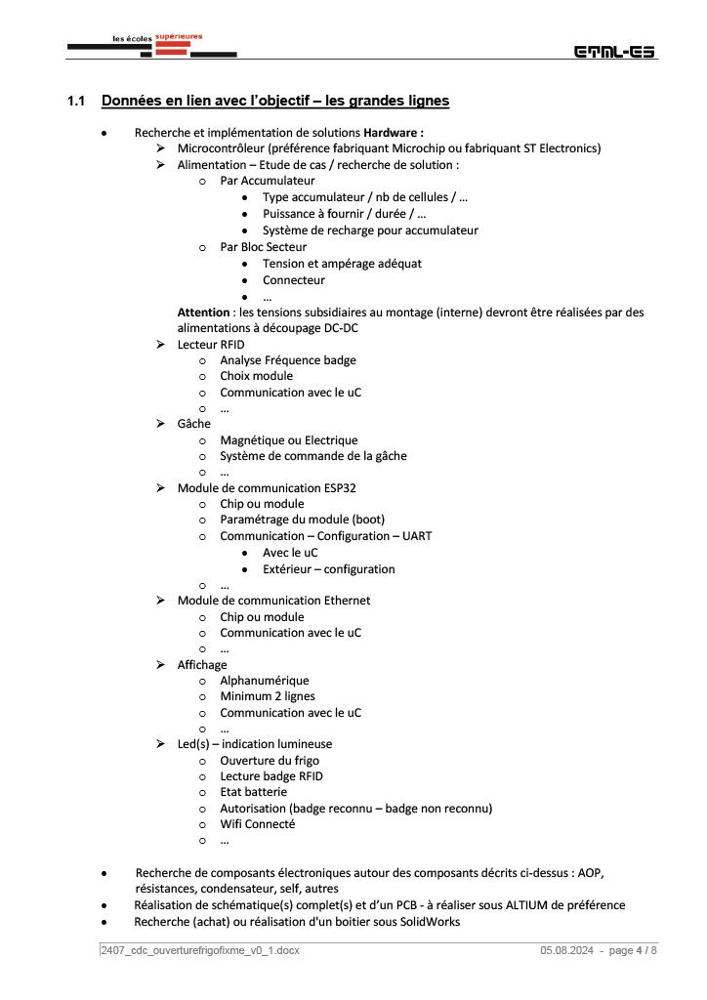 les écoles supérieures
ETML-ES
1.1 Données en lien avec l'objectif – les grandes lignes
• Recherche et implémentation de solutions Hardware :
➢ Microcontrôleur (préférence fabriquant Microchip ou fabriquant ST Electronics)
➢ Alimentation – Etude de cas / recherche de solution :
o Par Accumulateur
• Type accumulateur / nb de cellules / …
• Puissance à fournir / durée / …
• Système de recharge pour accumulateur
o Par Bloc Secteur
• Tension et ampérage adéquat
• Connecteur
• …
Attention : les tensions subsidiaires au montage (interne) devront être réalisées par des
alimentations à découpage DC-DC
➢ Lecteur RFID
o Analyse Fréquence badge
o Choix module
o Communication avec le uC
o …
➢ Gâche
o Magnétique ou Electrique
o Système de commande de la gâche
o …
➢ Module de communication ESP32
o Chip ou module
o Paramétrage du module (boot)
o Communication – Configuration – UART
• Avec le uC
• Extérieur – configuration
o …
➢ Module de communication Ethernet
o Chip ou module
o Communication avec le uC
o …
➢ Affichage
o Alphanumérique
o Minimum 2 lignes
o Communication avec le uC
o …
➢ Led(s) – indication lumineuse
o Ouverture du frigo
o Lecture badge RFID
o Etat batterie
o Autorisation (badge reconnu – badge non reconnu)
o Wifi Connecté
o …
• Recherche de composants électroniques autour des composants décrits ci-dessus : AOP,
résistances, condensateur, self, autres
• Réalisation de schématique(s) complet(s) et d'un PCB - à réaliser sous ALTIUM de préférence
• Recherche (achat) ou réalisation d'un boitier sous SolidWorks
2407_cdc_ouverturefrigofixme_v0_1.docx 05.08.2024 - page 4 / 8